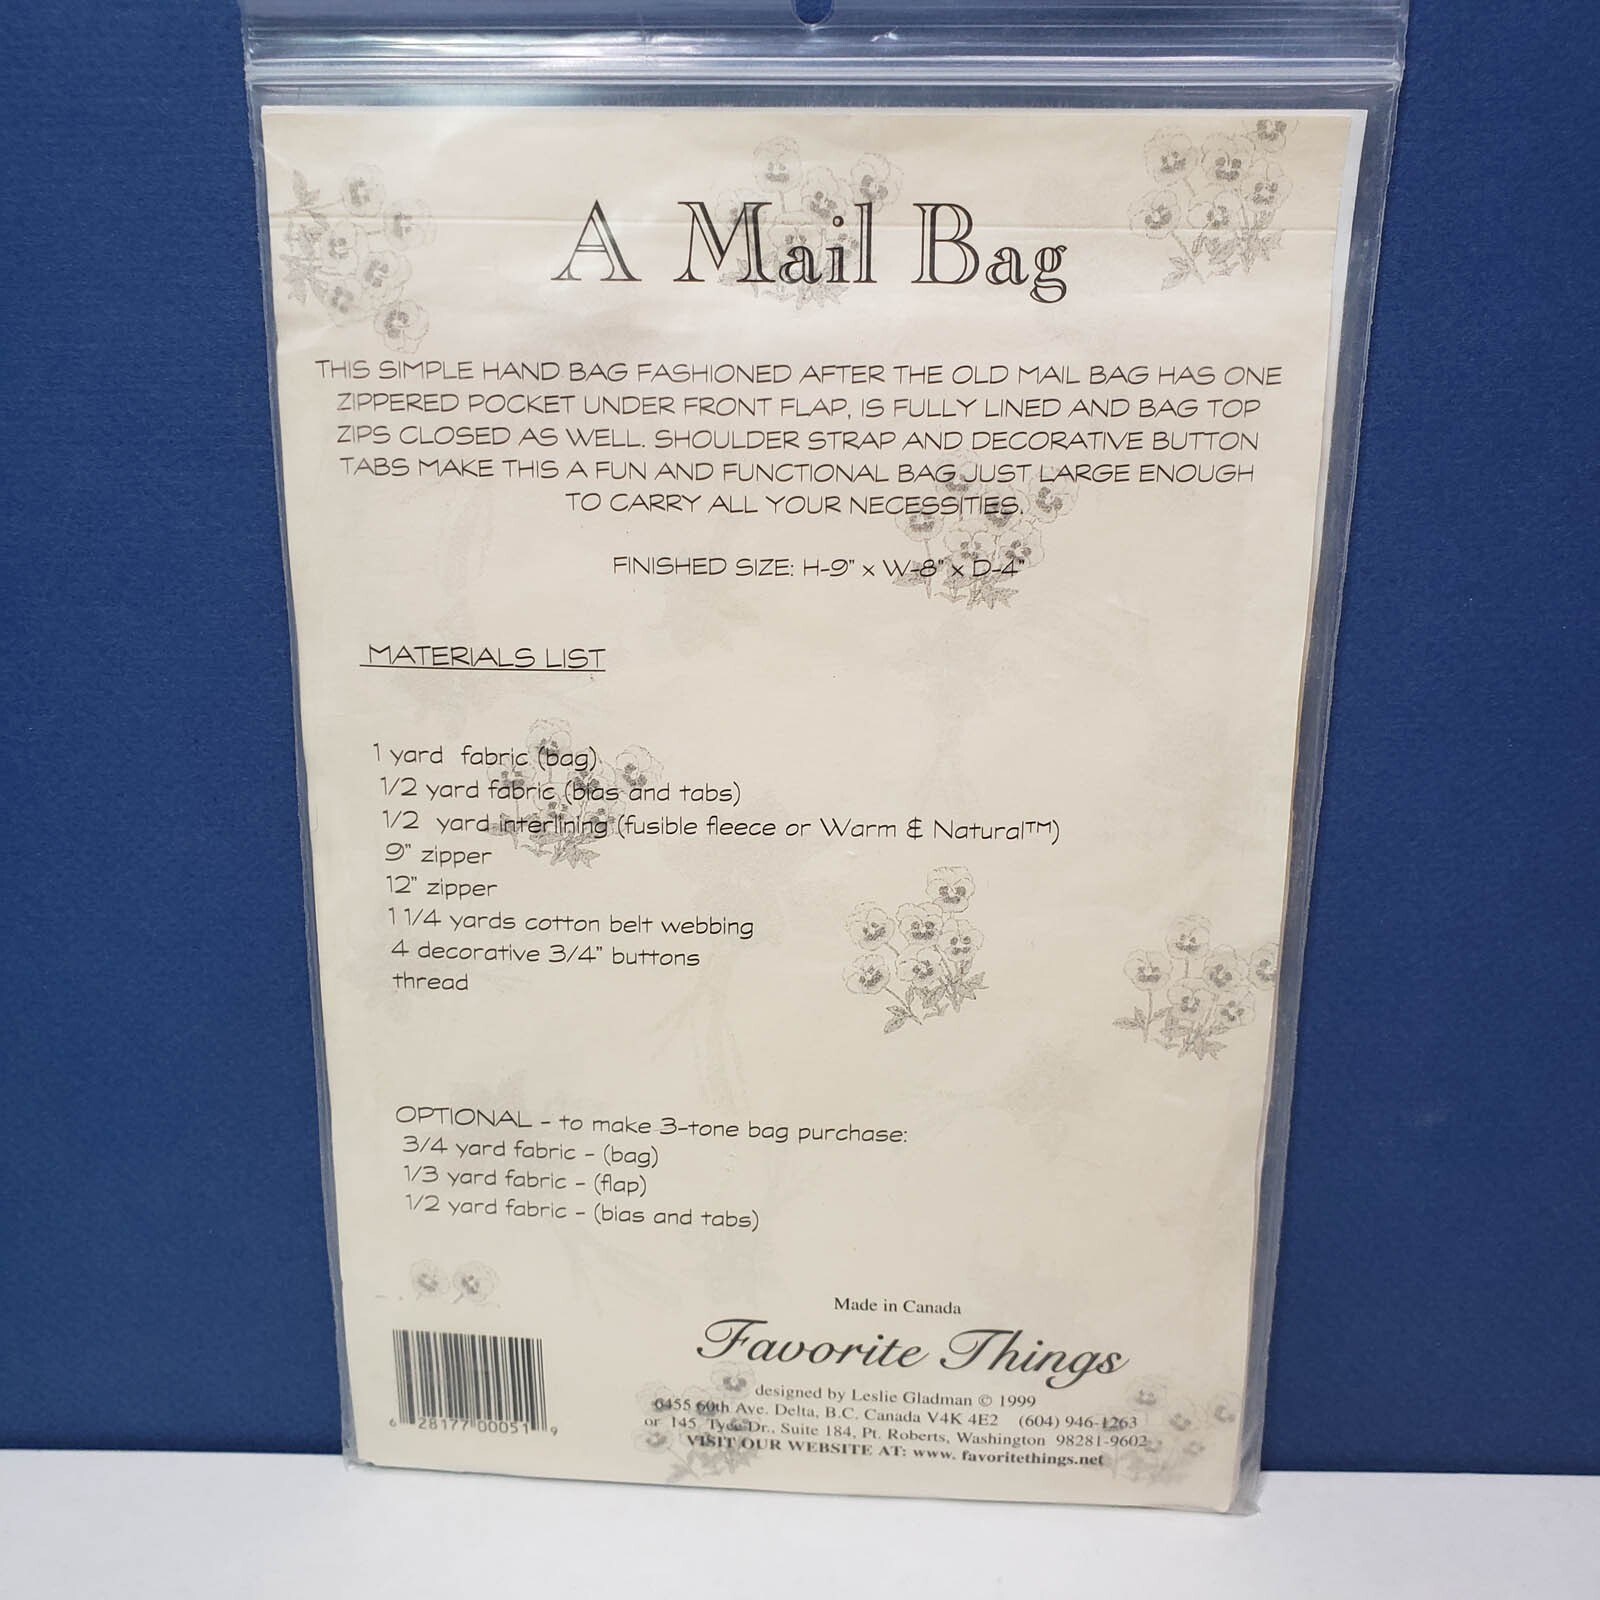 A Mail Bag
THIS SIMPLE HAND BAG FASHIONED AFTER THE OLD MAIL BAG HAS ONE
ZIPPERED POCKET UNDER FRONT FLAP, IS FULLY LINED AND BAG TOP
ZIPS CLOSED AS WELL. SHOULDER STRAP AND DECORATIVE BUTTON
TABS MAKE THIS A FUN AND FUNCTIONAL BAG JUST LARGE ENOUGH
TO CARRY ALL YOUR NECESSITIES.
FINISHED SIZE: H-9" x W-8" x D-4"
MATERIALS LIST
1 yard fabric (bag)
1/2 yard fabric (bias and tabs)
1/2 yard interlining (fusible fleece or Warm & Natural™)
9" zipper
12" zipper
1 1/4 yards cotton belt webbing
4 decorative 3/4" buttons
thread
OPTIONAL - to make 3-tone bag purchase:
3/4 yard fabric - (bag)
1/3 yard fabric - (flap)
1/2 yard fabric - (bias and tabs)
Made in Canada
Favorite Things
designed by Leslie Gladman © 1999
6455 60th Ave. Delta, B.C. Canada V4K 4E2 (604) 946-1263
or 145 Tyee Dr., Suite 184, Pt. Roberts, Washington 98281-9602
VISIT OUR WEBSITE AT: www. favoritethings.net
6 28177 00051 9